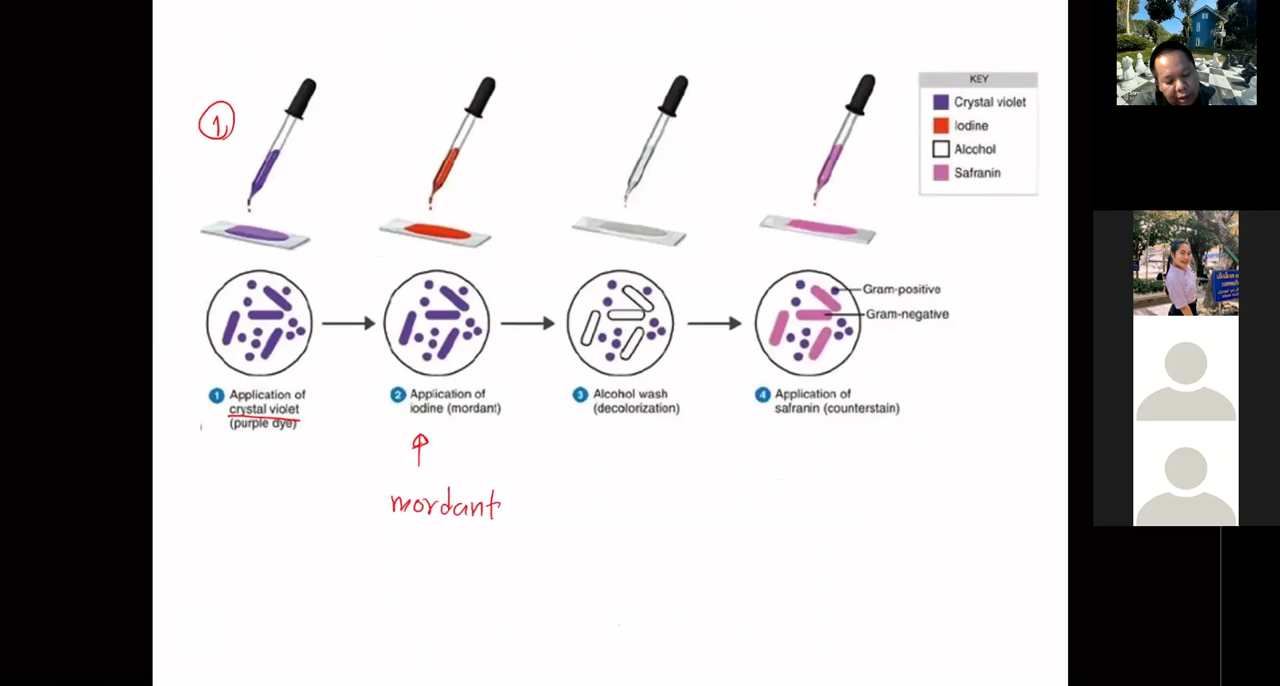 1
KEY
Crystal violet
Iodine
Alcohol
Safranin
Gram-positive
Gram-negative
1 Application of
crystal violet
(purple dye)
2 Application of
iodine (mordant)
3 Alcohol wash
(decolorization)
4 Application of
safranin (counterstain)
mordant